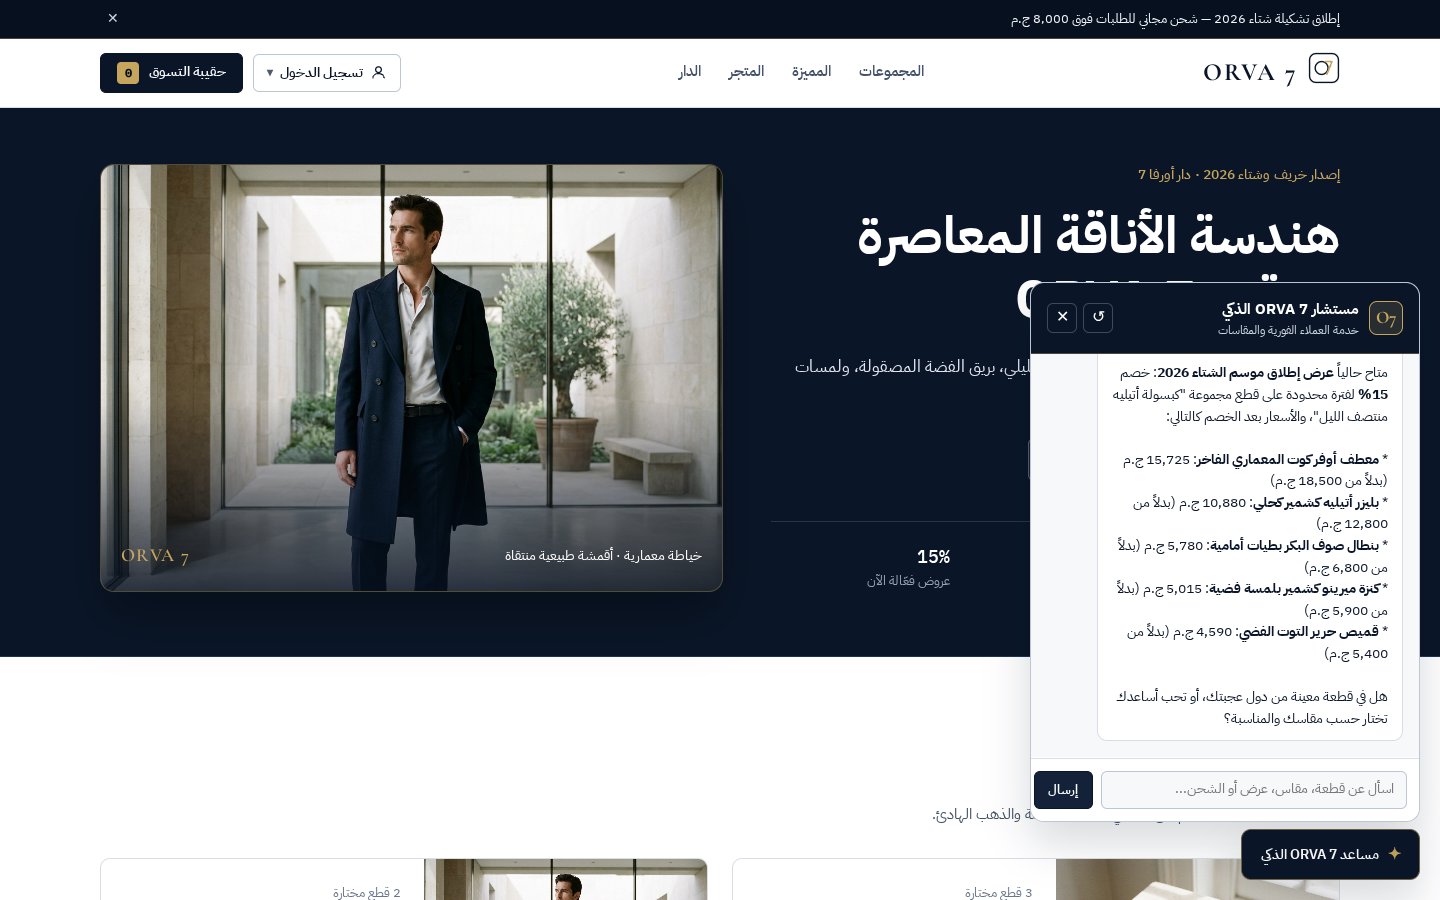 إطلاق تشكيلة شتاء 2026 — شحن مجاني للطلبات فوق 8,000 ج.م
✕
ORVA 7
المجموعات
المميزة
المتجر
الدار
تسجيل الدخول ▾
حقيبة التسوق 0
إصدار خريف وشتاء 2026 · دار أورفا 7
هندسة الأناقة المعاصرة
ليلي، بريق الفضة المصقولة، ولمسات
15%
عروض فعّالة الآن
خياطة معمارية · أقمشة طبيعية منتقاة
ORVA 7
O7
مستشار ORVA 7 الذكي
خدمة العملاء الفورية والمقاسات
↺
✕
متاح حالياً عرض إطلاق موسم الشتاء 2026: خصم
15% لفترة محدودة على قطع مجموعة "كبسولة أتيليه
منتصف الليل"، والأسعار بعد الخصم كالتالي:
* معطف أوفركوت المعماري الفاخر: 15,725 ج.م
(بدلاً من 18,500 ج.م)
* بليزر أتيليه كشمير كحلي: 10,880 ج.م (بدلاً من
12,800 ج.م)
* بنطال صوف البكر بطيات أمامية: 5,780 ج.م (بدلاً
من 6,800 ج.م)
* كنزة ميرينو كشمير بلمسة فضية: 5,015 ج.م (بدلاً
من 5,900 ج.م)
* قميص حرير التوت الفضي: 4,590 ج.م (بدلاً من
5,400 ج.م)
هل في قطعة معينة من دول عجبتك، أو تحب أساعدك
تختار حسب مقاسك والمناسبة؟
اسأل عن قطعة، مقاس، عرض أو الشحن...
إرسال
والذهب الهادئ.
مساعد ORVA 7 الذكي
3 قطع مختارة
2 قطع مختارة